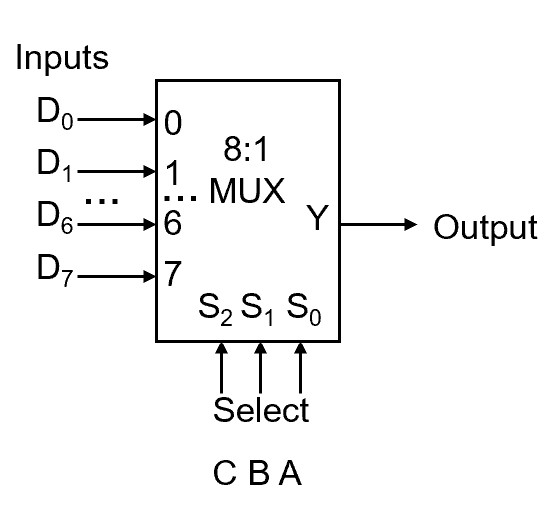 Inputs
D₀ 0
8:1
D₁ 1
... ... MUX
D₆ 6
Y Output
D₇ 7
S₂ S₁ S₀
Select
C B A